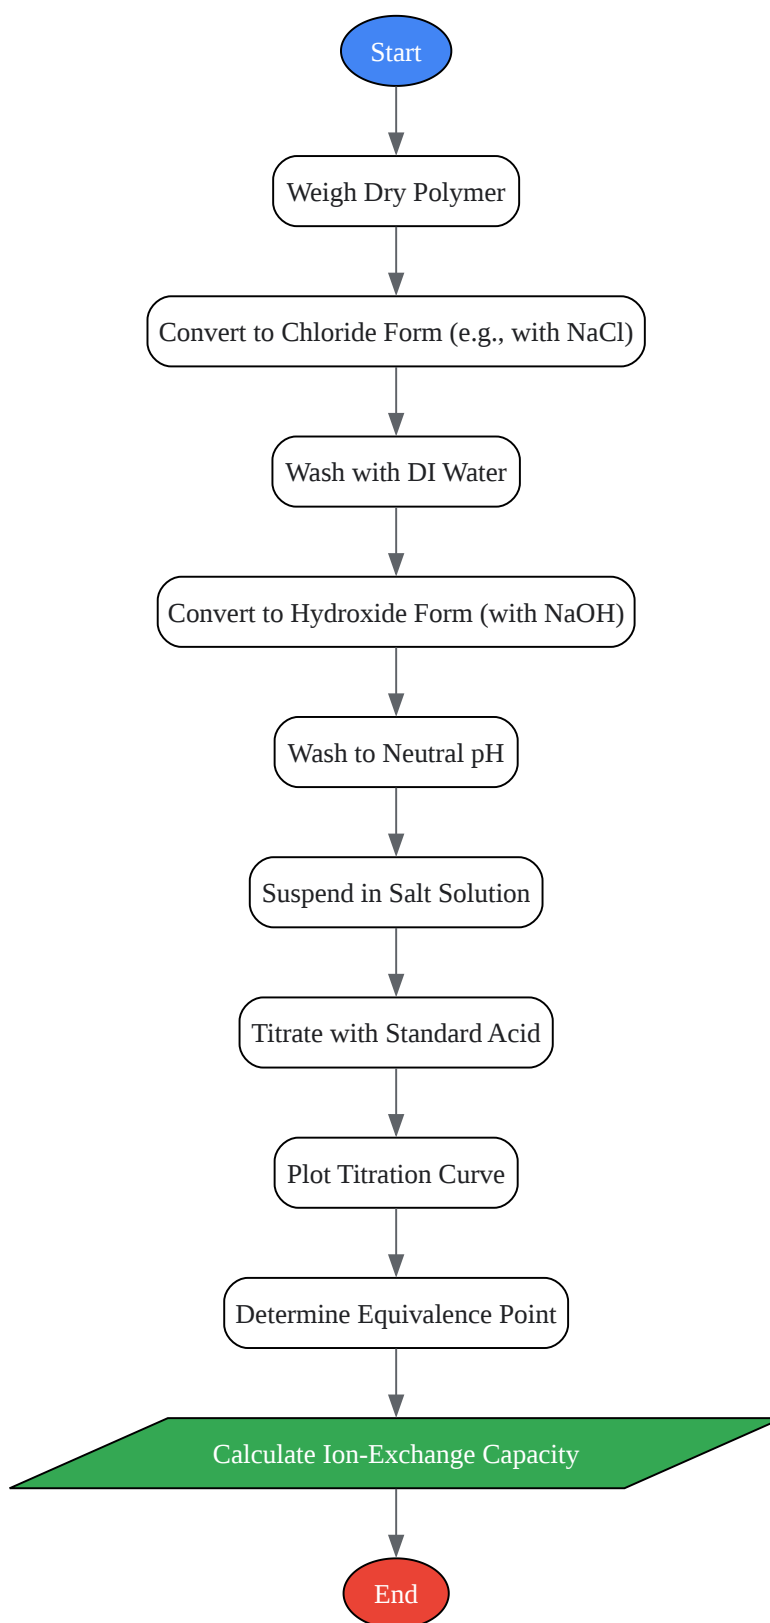 Start
Weigh Dry Polymer
Convert to Chloride Form (e.g., with NaCl)
Wash with DI Water
Convert to Hydroxide Form (with NaOH)
Wash to Neutral pH
Suspend in Salt Solution
Titrate with Standard Acid
Plot Titration Curve
Determine Equivalence Point
Calculate Ion-Exchange Capacity
End